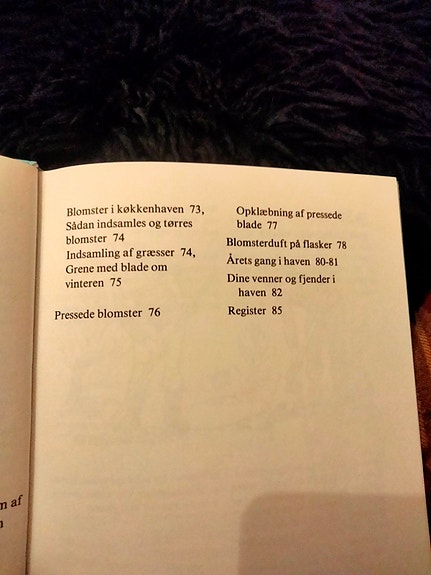 Blomster i køkkenhaven 73,
Sådan indsamles og tørres
blomster 74
Indsamling af græsser 74,
Grene med blade om
vinteren 75
Pressede blomster 76
Opklæbning af pressede
blade 77
Blomsterduft på flasker 78
Årets gang i haven 80-81
Dine venner og fjender i
haven 82
Register 85
af